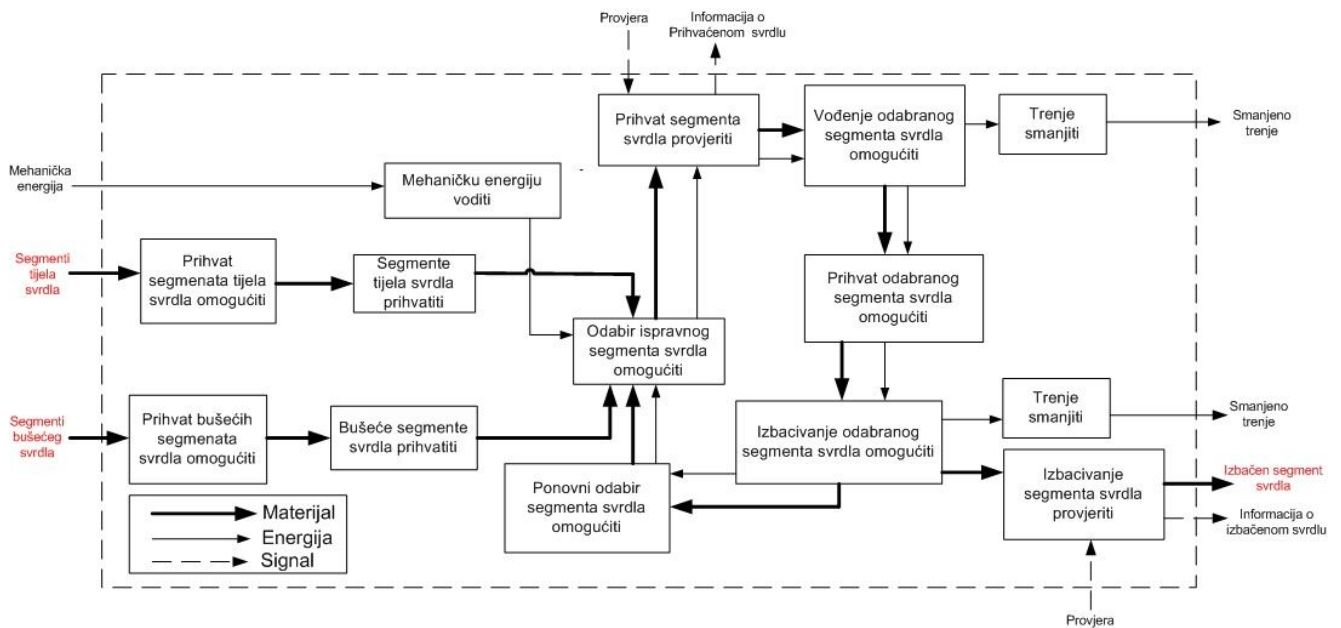 Provjera
Informacija o
Prihvaćenom svrdlu
Prihvat segmenta
svrdla provjeriti
Vođenje odabranog
segmenta svrdla
omogućiti
Trenje
smanjiti
Smanjeno
trenje
Mehanička
energija
Mehaničku energiju
voditi
Segmenti
tijela
svrdla
Prihvat
segmenata tijela
svrdla omogućiti
Segmente
tijela svrdla
prihvatiti
Prihvat odabranog
segmenta svrdla
omogućiti
Odabir ispravnog
segmenta svrdla
omogućiti
Segmenti
bušećeg
svrdla
Prihvat bušećih
segmenata
svrdla omogućiti
Bušeće segmente
svrdla prihvatiti
Izbacivanje odabranog
segmenta svrdla omogućiti
Trenje
smanjiti
Smanjeno
trenje
Ponovni odabir
segmenta svrdla
omogućiti
Izbacivanje
segmenta svrdla
provjeriti
Izbačen segment
svrdla
Informacija o
izbačenom svrdlu
Materijal
Energija
Signal
Provjera